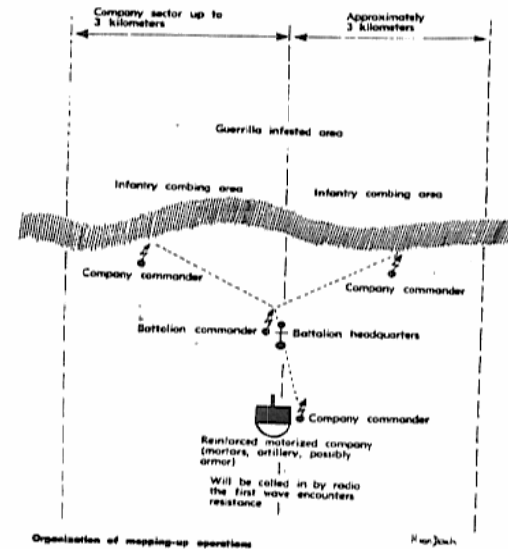 Company sector up to
3 kilometers
Approximately
3 kilometers
Guerrilla infested area
Infantry combing area
Infantry combing area
Company commander
Company commander
Battalion commander
Battalion headquarters
Company commander
Reinforced motorized company
(mortars, artillery, possibly
armor)
Will be called in by radio
the first wave encounters
resistance
Organization of mopping-up operations